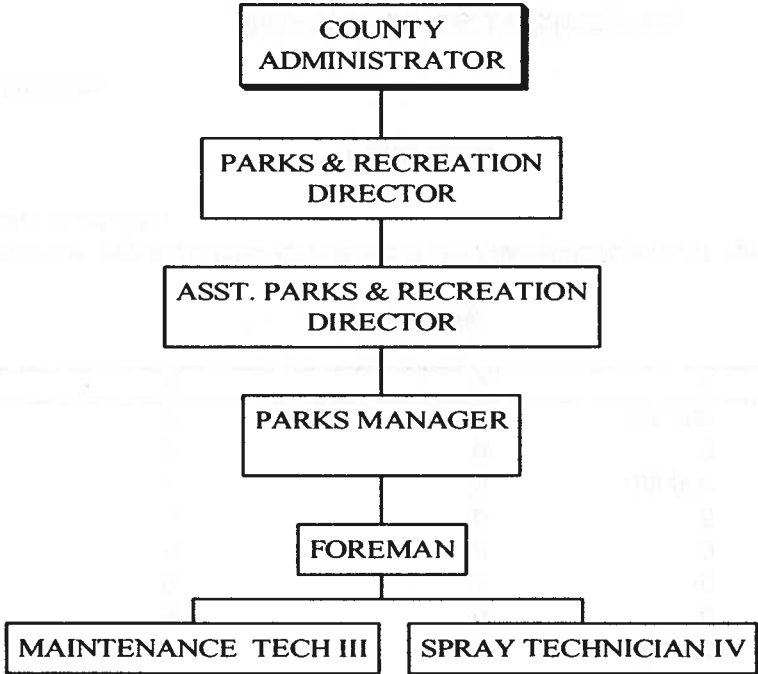 COUNTY
ADMINISTRATOR
PARKS & RECREATION
DIRECTOR
ASST. PARKS & RECREATION
DIRECTOR
PARKS MANAGER
FOREMAN
MAINTENANCE TECH III
SPRAY TECHNICIAN IV